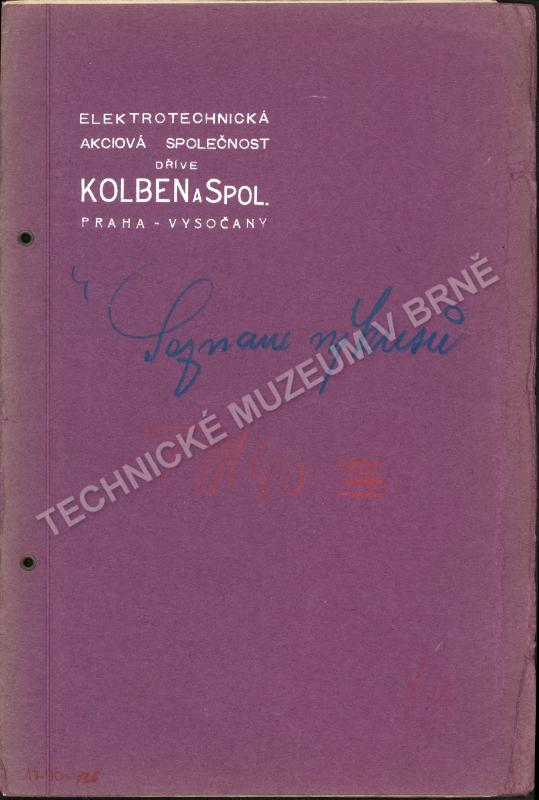 ELEKTROTECHNICKÁ
AKCIOVÁ SPOLEČNOST
DŘÍVE
KOLBEN A SPOL.
PRAHA - VYSOČANY
Seznam výkresů
TECHNICKÉ MUZEUM V BRNĚ